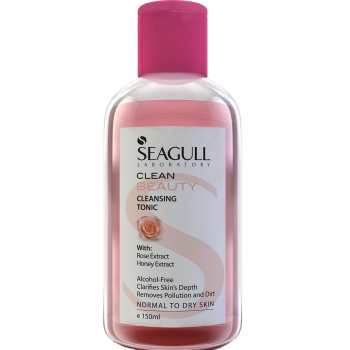 SEAGULL
LABORATORY
CLEAN
BEAUTY
CLEANSING
TONIC
With:
Rose Extract
Honey Extract
Alcohol-Free
Clarifies Skin's Depth
Removes Pollution and Dirt
NORMAL TO DRY SKIN
e 150ml